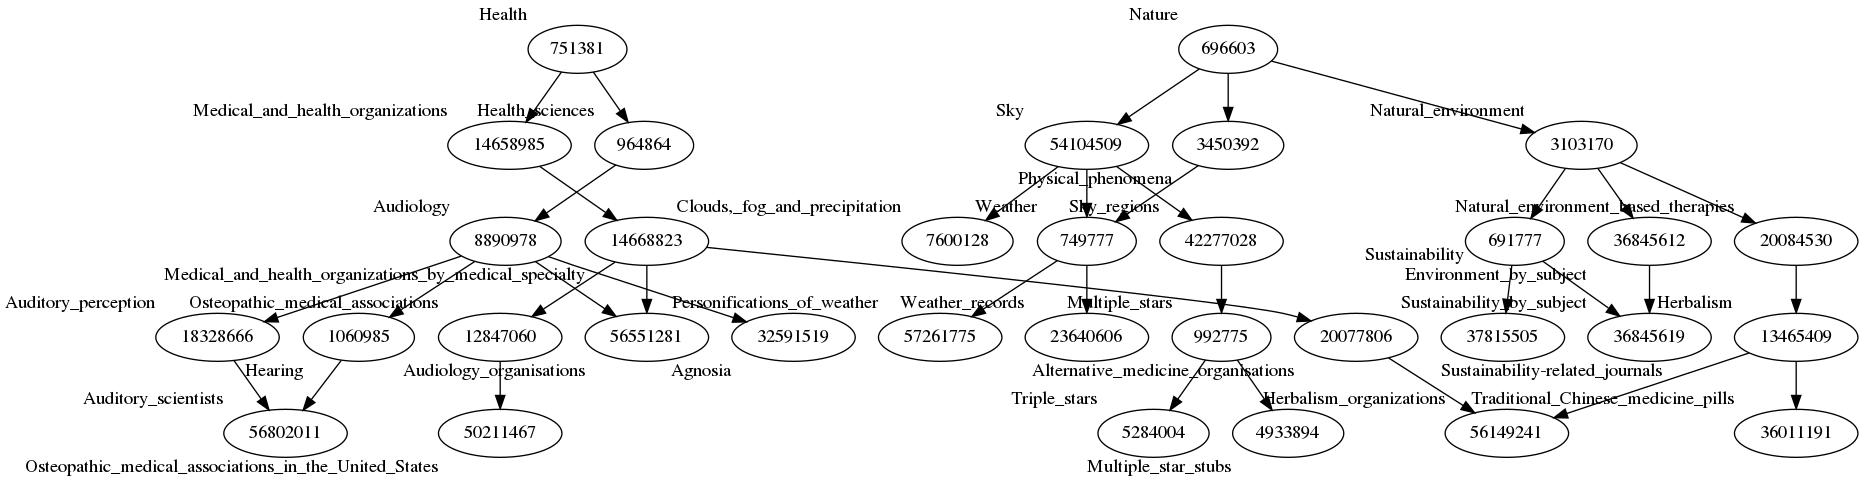 Health
Nature
751381
696603
Medical_and_health_organizations
Health_sciences
Sky
Natural_environment
14658985
964864
54104509
3450392
3103170
Physical_phenomena
Audiology
Clouds,_fog_and_precipitation
Weather
Sky_regions
Natural_environment_based_therapies
8890978
14668823
7600128
749777
42277028
691777
36845612
20084530
Sustainability
Medical_and_health_organizations_by_medical_specialty
Environment_by_subject
Auditory_perception
Osteopathic_medical_associations
Personifications_of_weather
Weather_records
Multiple_stars
Sustainability_by_subject
Herbalism
18328666
1060985
12847060
56551281
32591519
57261775
23640606
992775
20077806
37815505
36845619
13465409
Hearing
Audiology_organisations
Agnosia
Alternative_medicine_organisations
Sustainability-related_journals
Auditory_scientists
Triple_stars
Herbalism_organizations
Traditional_Chinese_medicine_pills
56802011
50211467
5284004
4933894
56149241
36011191
Osteopathic_medical_associations_in_the_United_States
Multiple_star_stubs